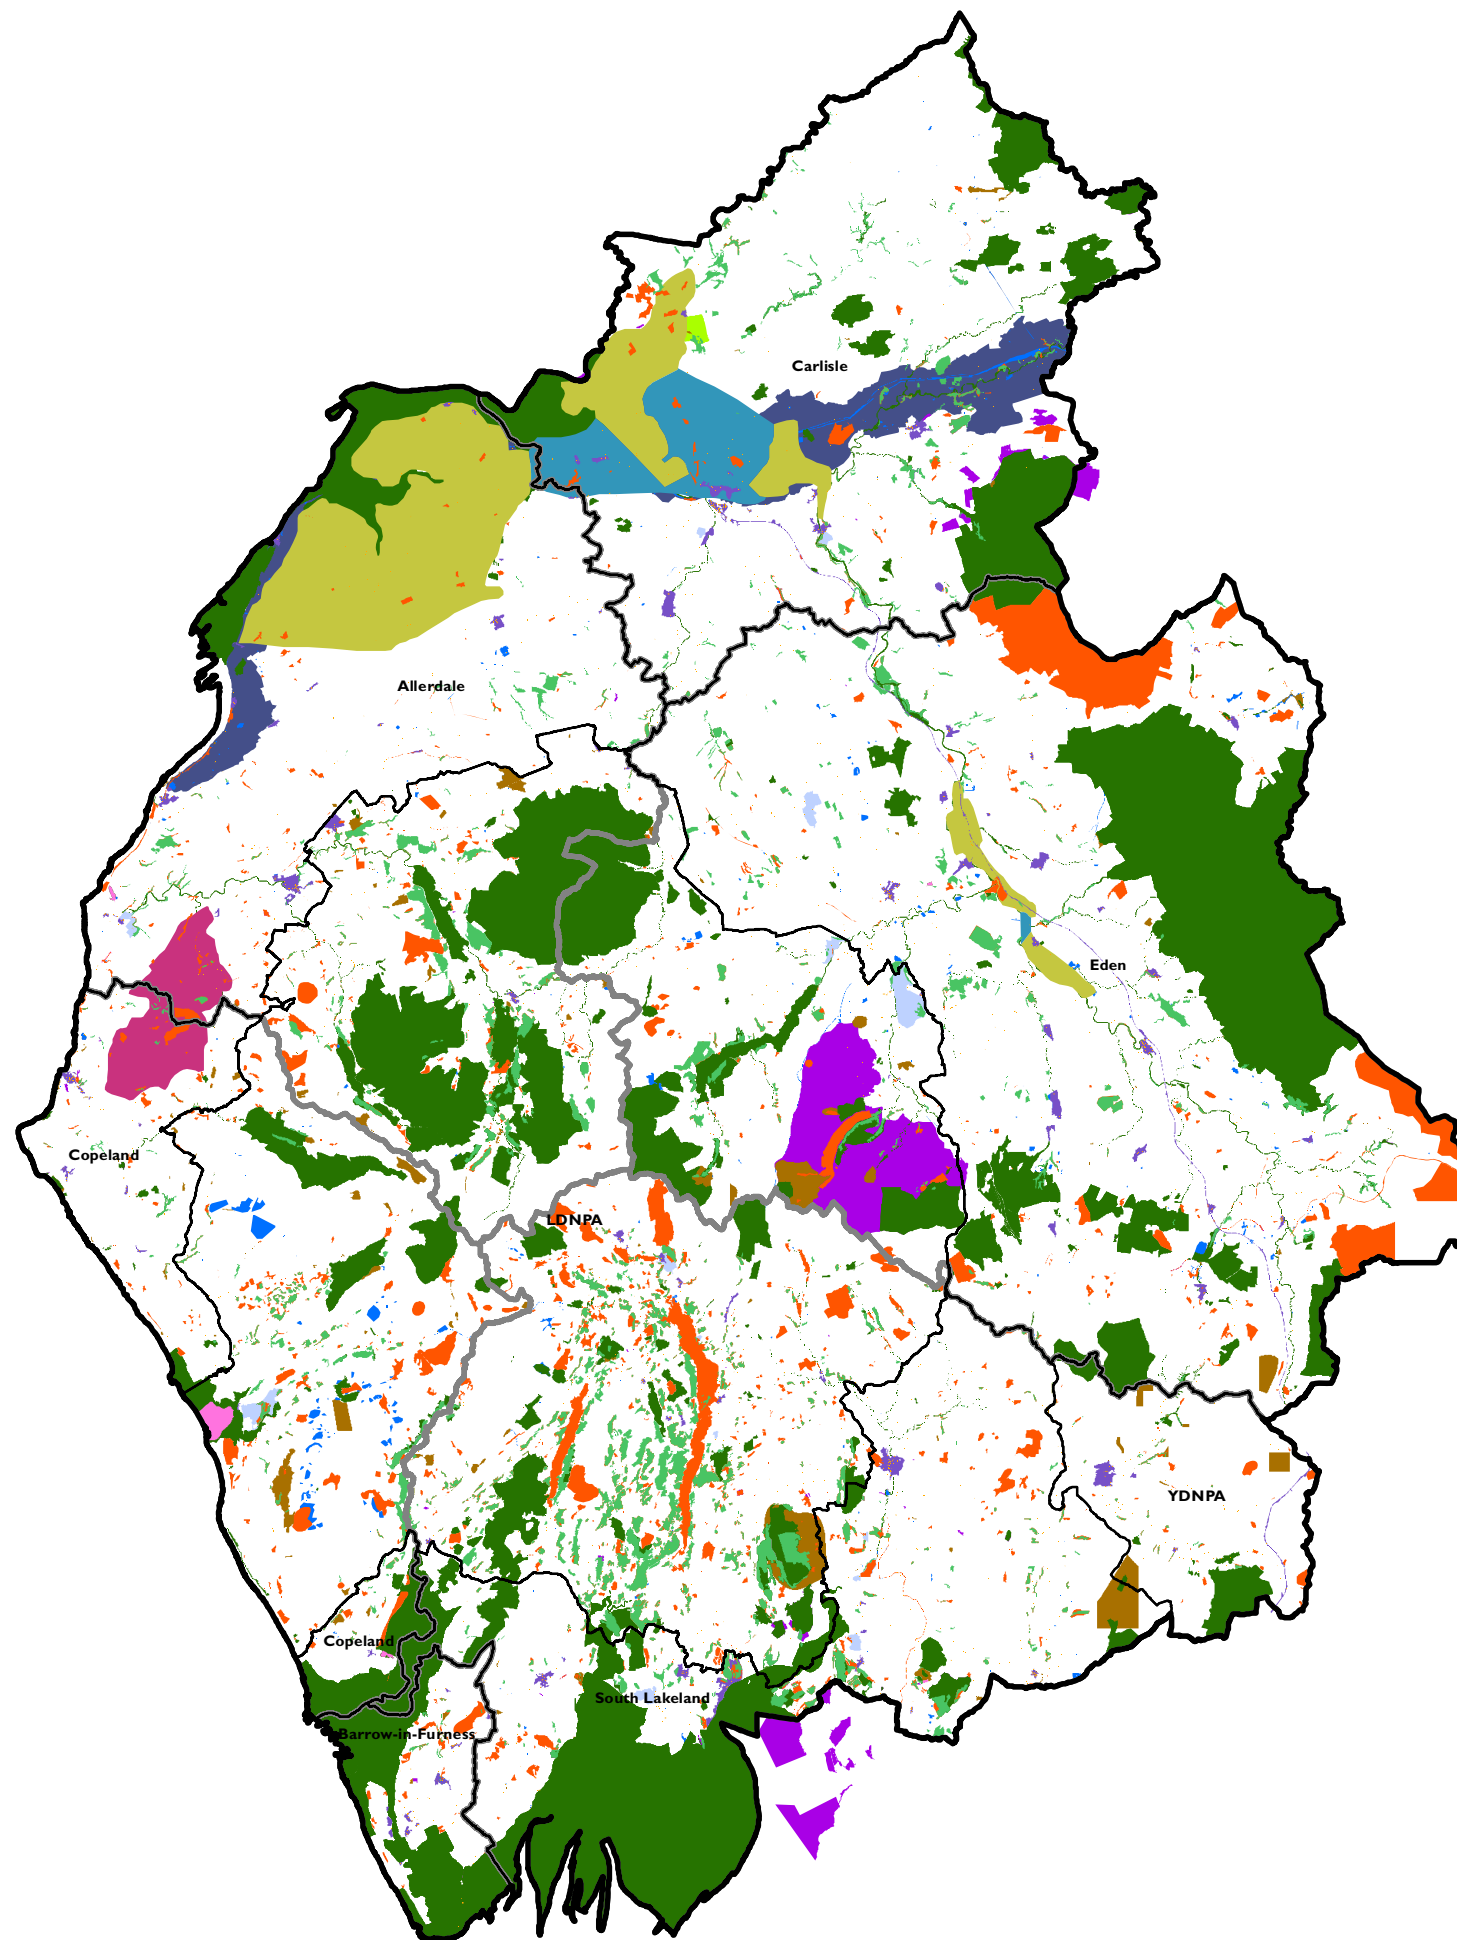 Carlisle
Allerdale
Eden
Copeland
LDNPA
YDNPA
Copeland
South Lakeland
Barrow-in-Furness